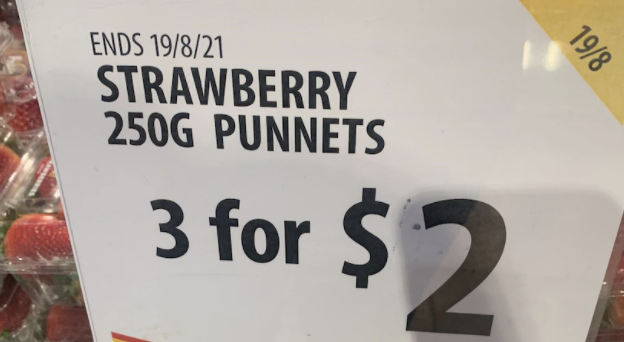 ENDS 19/8/21
19/8
STRAWBERRY
250G PUNNETS
3 for $2